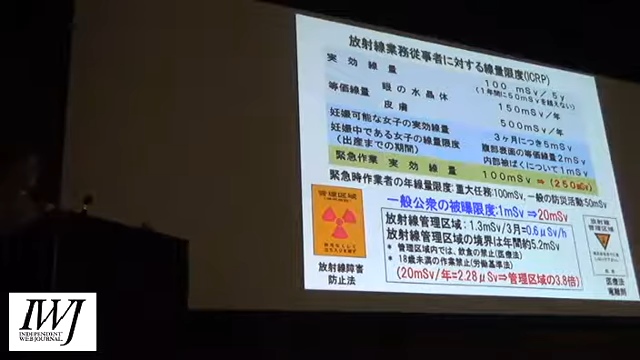 放射線業務従事者に対する線量限度(ICRP)
実効線量
100 mSv/5y
(1年間に50mSvを越えない)
等価線量 眼の水晶体 150mSv/年
皮膚 500mSv/年
妊娠可能な女子の実効線量 3ヶ月につき5mSv
妊娠中である女子の線量限度 腹部表面の等価線量2mSv
(出産までの期間) 内部被ばくについて1mSv
緊急作業 実効線量 100mSv ⇒ (250mSv)
緊急時作業者の年線量限度: 重大任務:100mSv, 一般の防災活動:50mSv
一般公衆の被曝限度:1mSv ⇒20mSv
放射線管理区域: 1.3mSv/3月=0.6μSv/h
放射線管理区域の境界は年間約5.2mSv
* 管理区域内では、飲食の禁止(医療法)
* 18歳未満の作業禁止(労働基準法)
(20mSv/年=2.28μSv⇒管理区域の3.8倍)
管理区域
放射線障害
防止法
放射線
管理区域
医療法
IWJ
INDEPENDENT
WEB JOURNAL